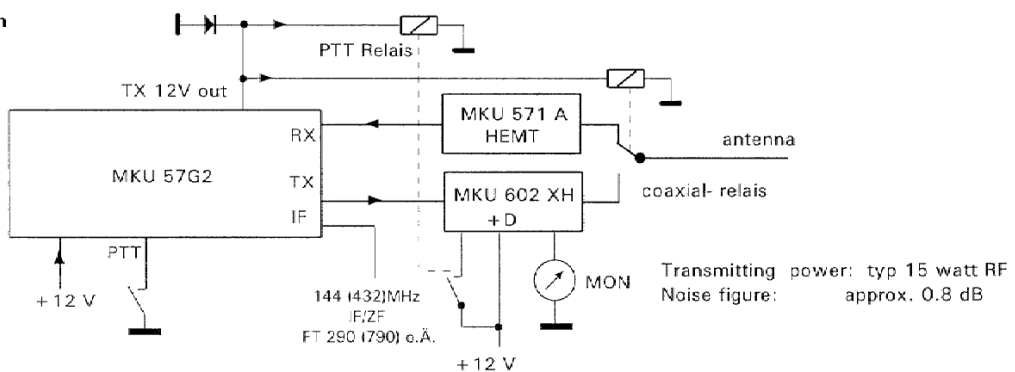 PTT Relais
TX 12V out
MKU 57G2
RX
TX
IF
MKU 571 A
HEMT
MKU 602 XH
+D
antenna
coaxial- relais
PTT
+12 V
144 (432)MHz
IF/ZF
FT 290 (790) o.Ä.
MON
+12 V
Transmitting power: typ 15 watt RF
Noise figure: approx. 0.8 dB